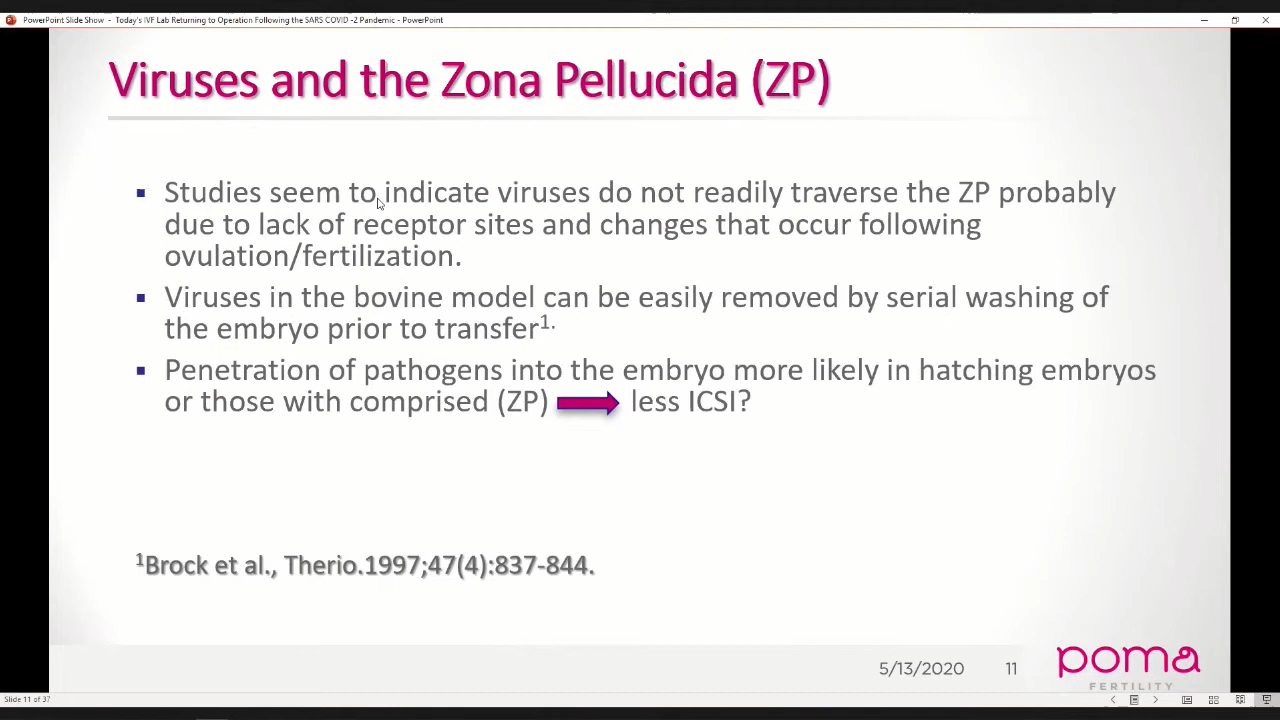 PowerPoint Slide Show - Today's IVF Lab Returning to Operation Following the SARS COVID -2 Pandemic - PowerPoint
Viruses and the Zona Pellucida (ZP)
Studies seem to indicate viruses do not readily traverse the ZP probably
due to lack of receptor sites and changes that occur following
ovulation/fertilization.
Viruses in the bovine model can be easily removed by serial washing of
the embryo prior to transfer1.
Penetration of pathogens into the embryo more likely in hatching embryos
or those with comprised (ZP) less ICSI?
1Brock et al., Therio.1997;47(4):837-844.
5/13/2020 11
poma
FERTILITY
Slide 11 of 37